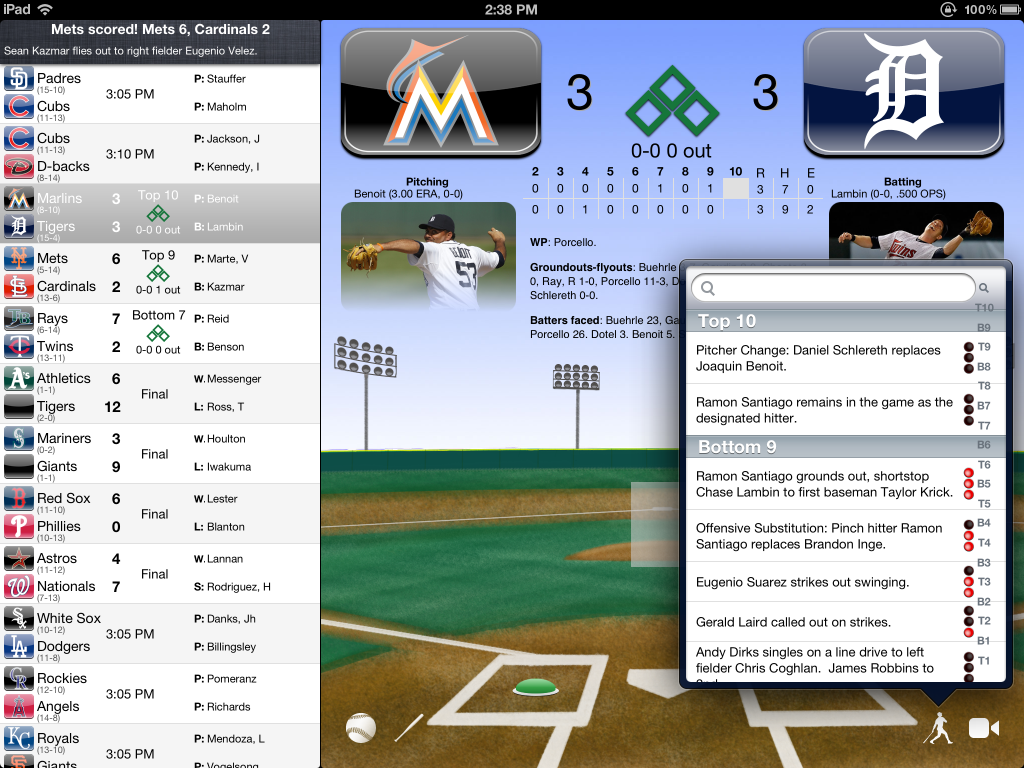 iPad
2:38 PM
100%
Mets scored! Mets 6, Cardinals 2
Sean Kazmar flies out to right fielder Eugenio Velez.
Padres
(15-10)
Cubs
(11-13)
3:05 PM
P: Stauffer
P: Maholm
Cubs
(11-13)
D-backs
(8-14)
3:10 PM
P: Jackson, J
P: Kennedy, I
Marlins 3
(8-10)
Tigers 3
(15-4)
Top 10
0-0 0 out
P: Benoit
B: Lambin
Mets 6
(5-14)
Cardinals 2
(13-6)
Top 9
0-0 1 out
P: Marte, V
B: Kazmar
Rays 7
(6-14)
Twins 2
(13-11)
Bottom 7
0-0 0 out
P: Reid
B: Benson
Athletics 6
(1-1)
Tigers 12
(2-0)
Final
W. Messenger
L: Ross, T
Mariners 3
(0-2)
Giants 9
(1-1)
Final
W. Houlton
L: Iwakuma
Red Sox 6
(11-10)
Phillies 0
(10-13)
Final
W. Lester
L: Blanton
Astros 4
(11-12)
Nationals 7
(7-13)
Final
W. Lannan
S: Rodriguez, H
White Sox
(10-12)
Dodgers
(11-8)
3:05 PM
P: Danks, Jh
P: Billingsley
Rockies
(12-10)
Angels
(14-8)
3:05 PM
P: Pomeranz
P: Richards
Royals
(13-10)
Giants
3:05 PM
P: Mendoza, L
P: Vogelsong
3
3
0-0 0 out
Pitching
Benoit (3.00 ERA, 0-0)
2 3 4 5 6 7 8 9 10 R H E
0 0 0 0 0 1 0 1 3 7 0
0 0 1 0 0 0 0 0 3 9 2
Batting
Lambin (0-0, .500 OPS)
WP: Porcello.
Groundouts-flyouts: Buehrle
0, Ray, R 1-0, Porcello 11-3, D
Schlereth 0-0.
Batters faced: Buehrle 23, Ga
Porcello 26. Dotel 3. Benoit 5.
Top 10
Pitcher Change: Daniel Schlereth replaces
Joaquin Benoit.
Ramon Santiago remains in the game as the
designated hitter.
Bottom 9
Ramon Santiago grounds out, shortstop
Chase Lambin to first baseman Taylor Krick.
Offensive Substitution: Pinch hitter Ramon
Santiago replaces Brandon Inge.
Eugenio Suarez strikes out swinging.
Gerald Laird called out on strikes.
Andy Dirks singles on a line drive to left
fielder Chris Coghlan. James Robbins to
2nd.
T10
B9
T9
B8
T8
B7
T7
B6
T6
B5
T5
B4
T4
B3
T3
B2
T2
B1
T1